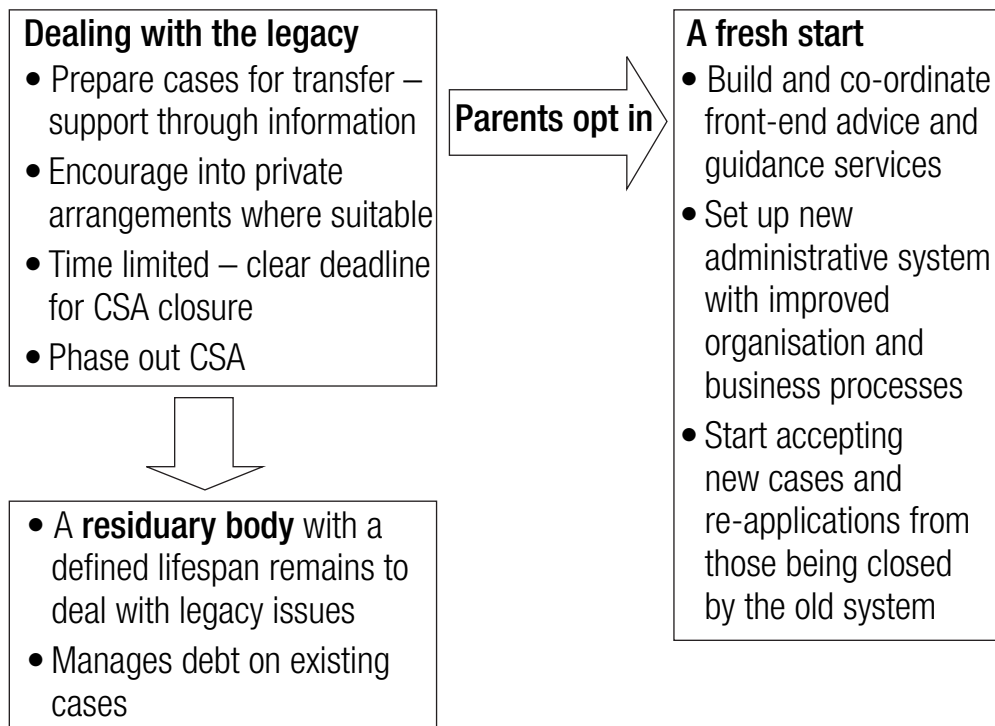 Dealing with the legacy
• Prepare cases for transfer –
support through information
• Encourage into private
arrangements where suitable
• Time limited – clear deadline
for CSA closure
• Phase out CSA
Parents opt in
A fresh start
• Build and co-ordinate
front-end advice and
guidance services
• Set up new
administrative system
with improved
organisation and
business processes
• Start accepting
new cases and
re-applications from
those being closed
by the old system
• A residuary body with a
defined lifespan remains to
deal with legacy issues
• Manages debt on existing
cases